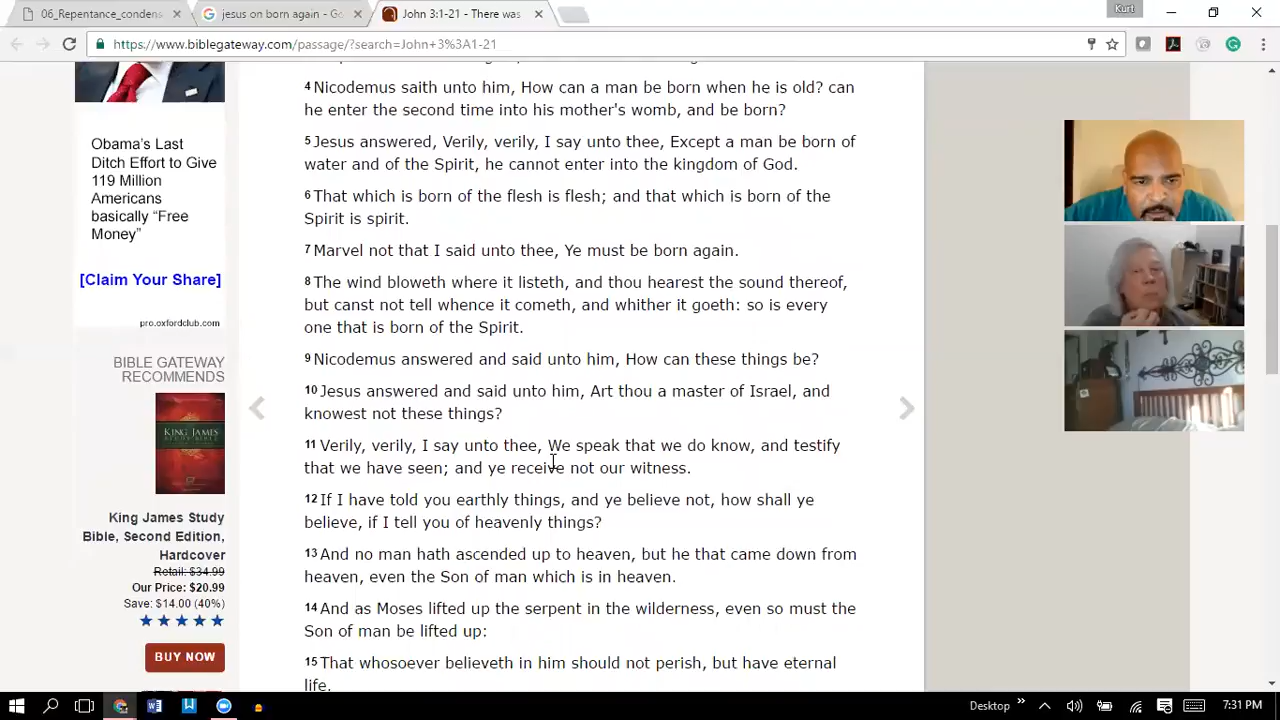 06_Repentance_condens
jesus on born again - Go
John 3:1-21 - There was
Kurt
https://www.biblegateway.com/passage/?search=John+3%3A1-21
4 Nicodemus saith unto him, How can a man be born when he is old? can
he enter the second time into his mother's womb, and be born?
5 Jesus answered, Verily, verily, I say unto thee, Except a man be born of
water and of the Spirit, he cannot enter into the kingdom of God.
6 That which is born of the flesh is flesh; and that which is born of the
Spirit is spirit.
7 Marvel not that I said unto thee, Ye must be born again.
8 The wind bloweth where it listeth, and thou hearest the sound thereof,
but canst not tell whence it cometh, and whither it goeth: so is every
one that is born of the Spirit.
9 Nicodemus answered and said unto him, How can these things be?
10 Jesus answered and said unto him, Art thou a master of Israel, and
knowest not these things?
11 Verily, verily, I say unto thee, We speak that we do know, and testify
that we have seen; and ye receive not our witness.
12 If I have told you earthly things, and ye believe not, how shall ye
believe, if I tell you of heavenly things?
13 And no man hath ascended up to heaven, but he that came down from
heaven, even the Son of man which is in heaven.
14 And as Moses lifted up the serpent in the wilderness, even so must the
Son of man be lifted up:
15 That whosoever believeth in him should not perish, but have eternal
life.
Obama's Last
Ditch Effort to Give
119 Million
Americans
basically “Free
Money”
[Claim Your Share]
pro.oxfordclub.com
BIBLE GATEWAY
RECOMMENDS
KING JAMES
STUDY
BIBLE
King James Study
Bible, Second Edition,
Hardcover
Retail: $34.99
Our Price: $20.99
Save: $14.00 (40%)
BUY NOW
Desktop
7:31 PM